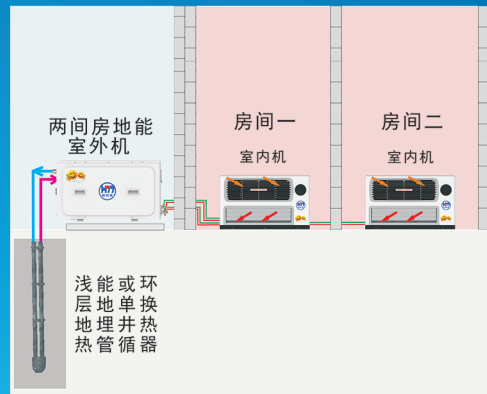 两间房地能
室外机
房间一
室内机
房间二
室内机
浅层地热
能地埋管
或单井循
环换热器